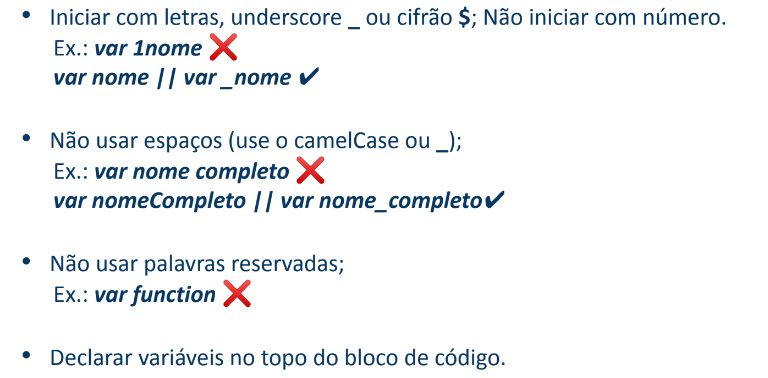 • Iniciar com letras, underscore _ ou cifrão $; Não iniciar com número.
Ex.: var 1nome ❌
var nome || var _nome ✔
• Não usar espaços (use o camelCase ou _);
Ex.: var nome completo ❌
var nomeCompleto || var nome_completo✔
• Não usar palavras reservadas;
Ex.: var function ❌
• Declarar variáveis no topo do bloco de código.